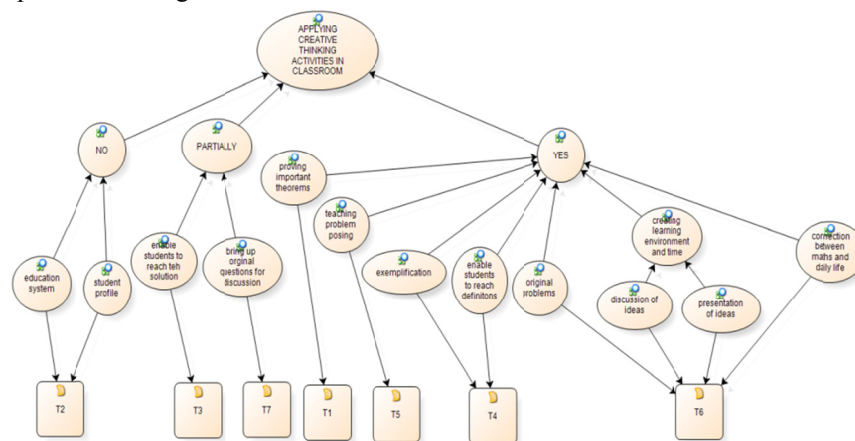 APPLYING
CREATIVE
THINKING
ACTIVITIES IN
CLASSROOM
NO
PARTIALLY
YES
proving
important
theorems
teaching
problem
posing
creating
learning
environment
and time
connection
between
maths and
daily life
enable
students to
reach teh
solution
bring up
orginal
questions for
discussion
exemplification
enable
students
to reach
definitons
original
problems
education
system
student
profile
discussion of
ideas
presentation
of ideas
T2
T3
T7
T1
T5
T4
T6